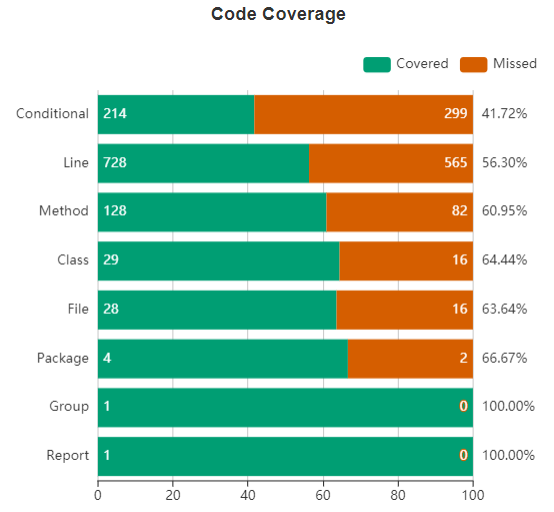 Code Coverage
Covered Missed
Conditional 214 299 41.72%
Line 728 565 56.30%
Method 128 82 60.95%
Class 29 16 64.44%
File 28 16 63.64%
Package 4 2 66.67%
Group 1 0 100.00%
Report 1 0 100.00%
0 20 40 60 80 100